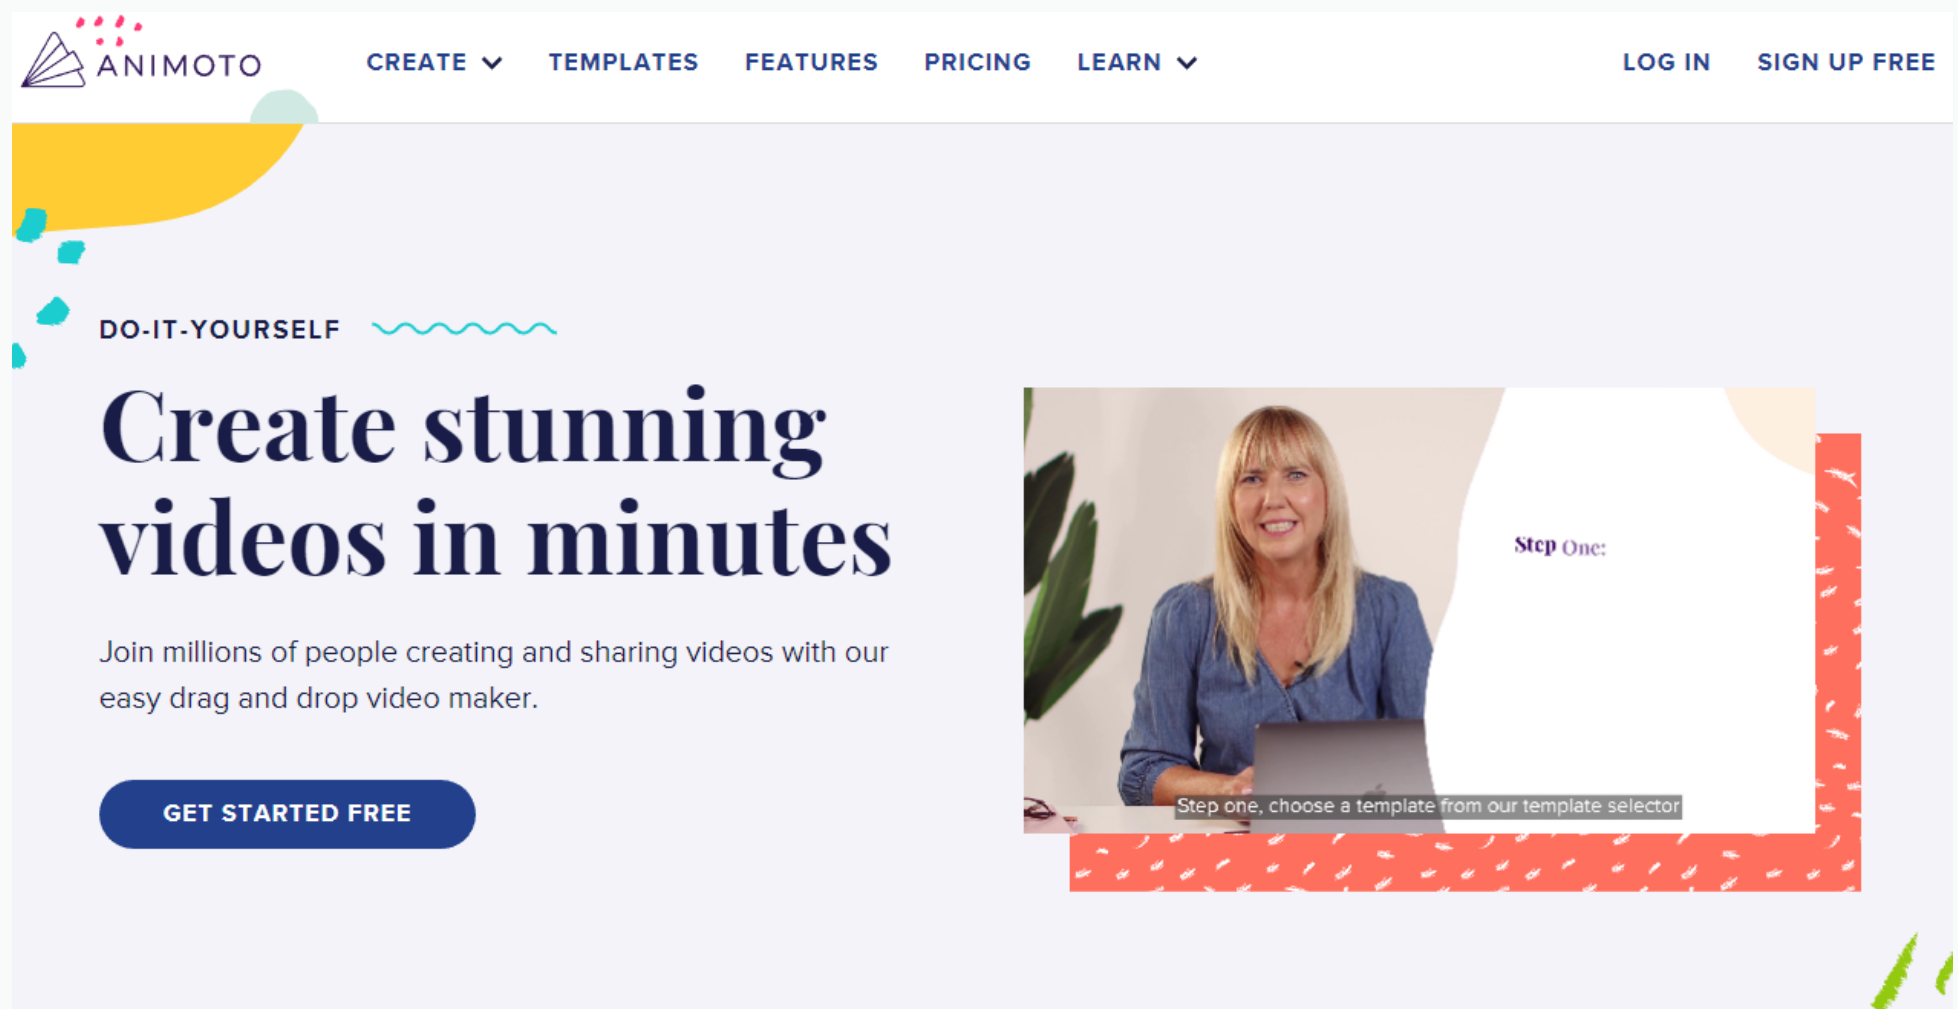 ANIMOTO
CREATE
TEMPLATES
FEATURES
PRICING
LEARN
LOG IN
SIGN UP FREE
DO-IT-YOURSELF
Create stunning
videos in minutes
Join millions of people creating and sharing videos with our
easy drag and drop video maker.
GET STARTED FREE
Step One:
Step one, choose a template from our template selector